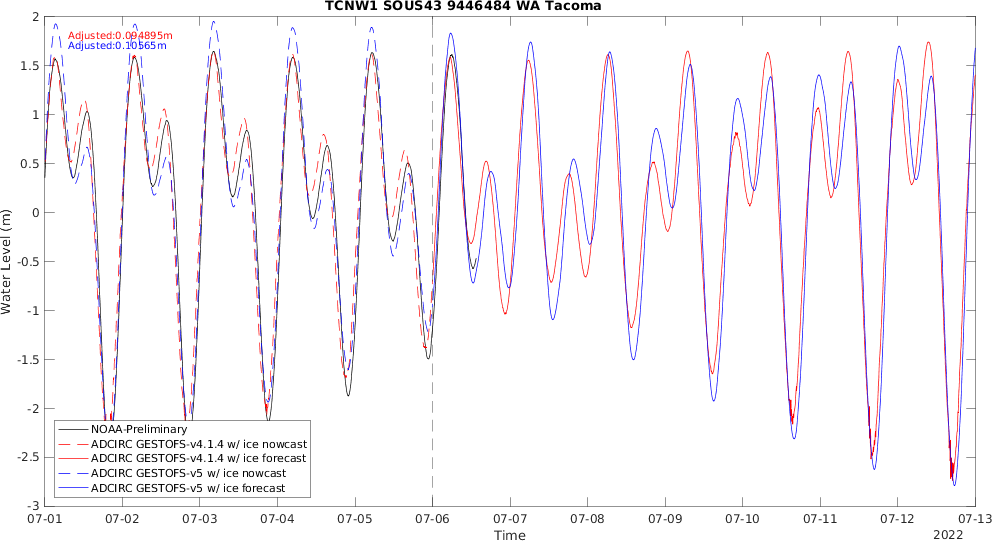 TCNW1 SOUS43 9446484 WA Tacoma
2
Adjusted:0.094895m
Adjusted:0.10565m
1.5
1
0.5
0
-0.5
-1
-1.5
-2
-2.5
-3
Water Level (m)
NOAA-Preliminary
ADCIRC GESTOFS-v4.1.4 w/ ice nowcast
ADCIRC GESTOFS-v4.1.4 w/ ice forecast
ADCIRC GESTOFS-v5 w/ ice nowcast
ADCIRC GESTOFS-v5 w/ ice forecast
07-01 07-02 07-03 07-04 07-05 07-06 07-07 07-08 07-09 07-10 07-11 07-12 07-13
Time
2022